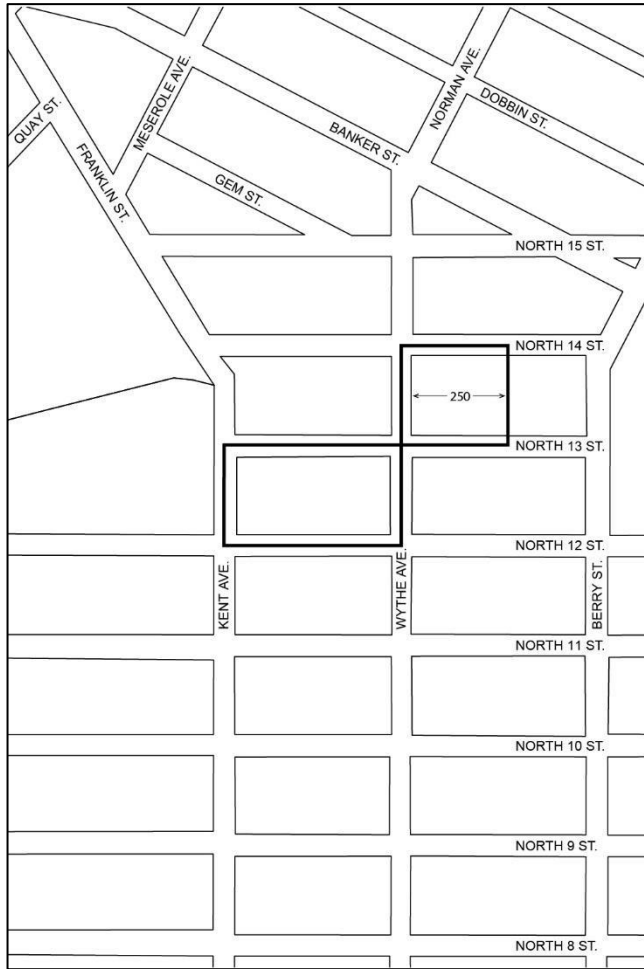 MESEROLE AVE.
NORMAN AVE.
DOBBIN ST.
QUAY ST.
BANKER ST.
FRANKLIN ST.
GEM ST.
NORTH 15 ST.
NORTH 14 ST.
250
NORTH 13 ST.
NORTH 12 ST.
KENT AVE.
WYTHE AVE.
BERRY ST.
NORTH 11 ST.
NORTH 10 ST.
NORTH 9 ST.
NORTH 8 ST.